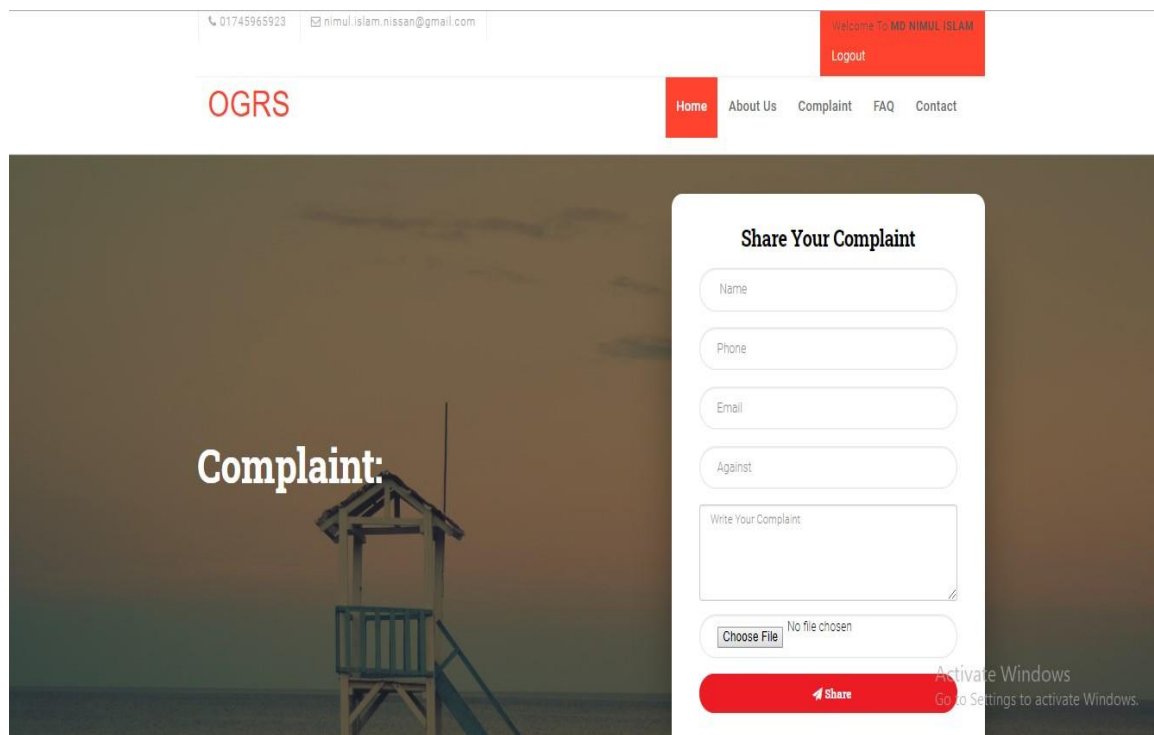 01745965923 nimul.islam.nissan@gmail.com
Welcome To MD NIMUL ISLAM
Logout
OGRS
Home About Us Complaint FAQ Contact
Share Your Complaint
Name
Phone
Email
Complaint:
Against
Write Your Complaint
Choose File No file chosen
Share
Activate Windows
Go to Settings to activate Windows.